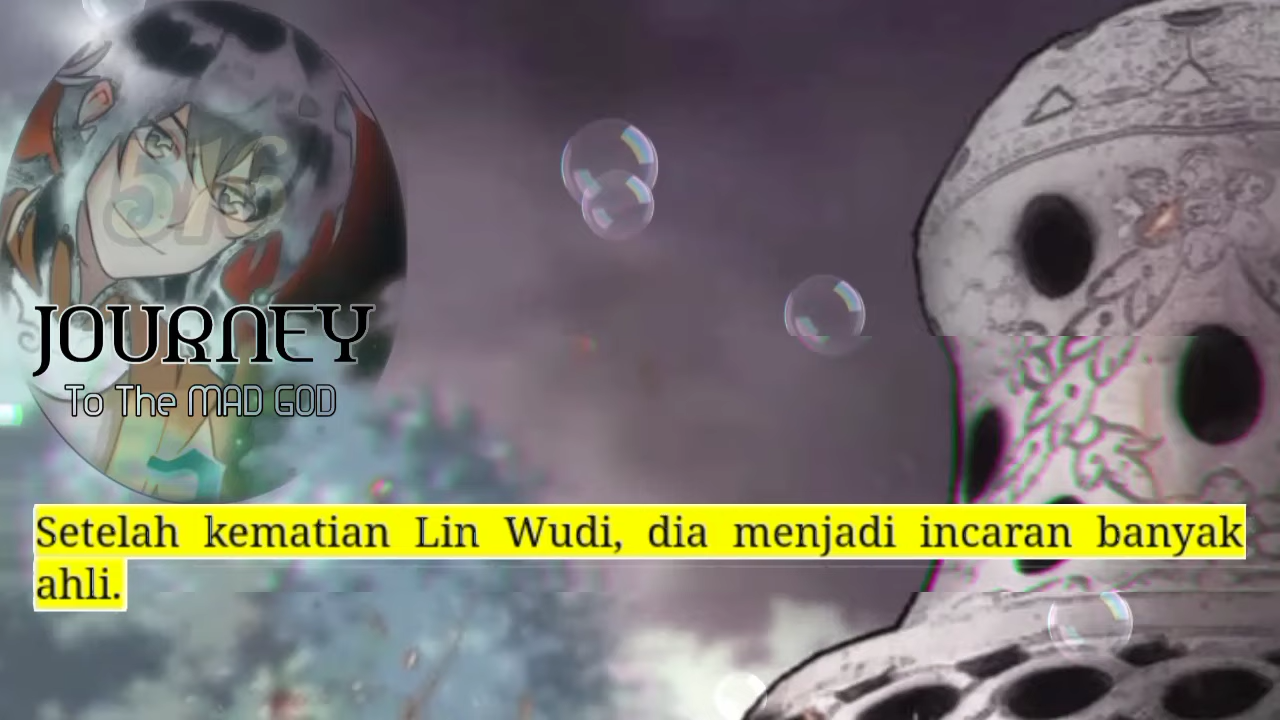 JOURNEY
To The MAD GOD
Setelah kematian Lin Wudi, dia menjadi incaran banyak
ahli.